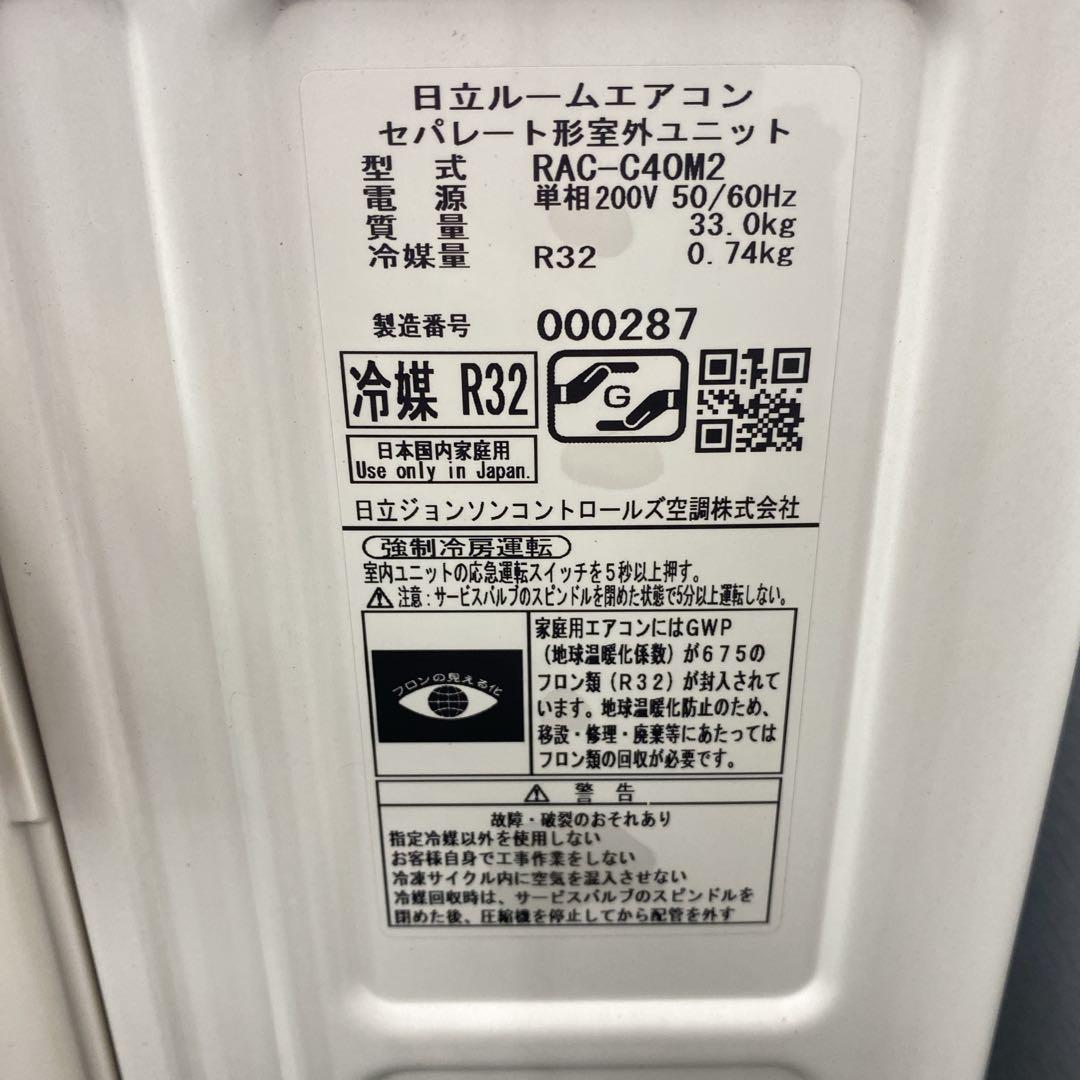 日立ルームエアコン
セパレート形室外ユニット
型 式 RAC-C40M2
電 源 単相200V 50/60Hz
質 量 33.0kg
冷媒量 R32 0.74kg
製造番号 000287
冷媒 R32
G
日本国内家庭用
Use only in Japan.
日立ジョンソンコントロールズ空調株式会社
強制冷房運転
室内ユニットの応急運転スイッチを5秒以上押す。
⚠ 注意:サービスバルブのスピンドルを閉めた状態で5分以上運転しない。
フロンの見える化
家庭用エアコンにはGWP
(地球温暖化係数)が675の
フロン類(R32)が封入されて
います。地球温暖化防止のため、
移設・修理・廃棄等にあたっては
フロン類の回収が必要です。
⚠ 警 告
故障・破裂のおそれあり
指定冷媒以外を使用しない
お客様自身で工事作業をしない
冷凍サイクル内に空気を混入させない
冷媒回収時は、サービスバルブのスピンドルを
閉めた後、圧縮機を停止してから配管を外す